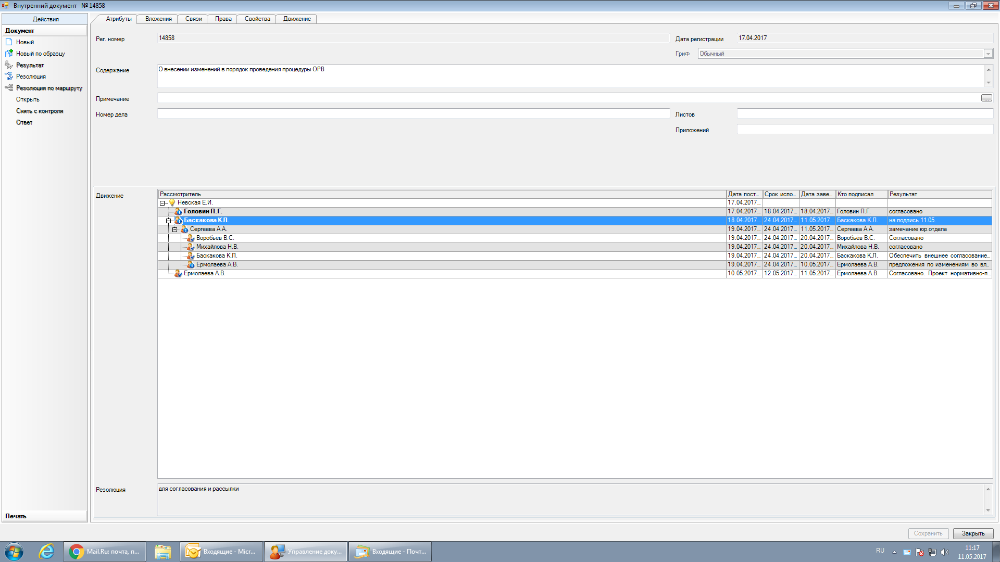 Внутренний документ № 14858
Действия
Документ
Новый
Новый по образцу
Результат
Резолюция
Резолюция по маршруту
Открыть
Снять с контроля
Ответ
Печать
Атрибуты Вложения Связи Права Свойства Движение
Рег. номер 14858 Дата регистрации 17.04.2017
Гриф Обычный
Содержание О внесении изменений в порядок проведения процедуры ОРВ
Примечание ...
Номер дела Листов
Приложений
Движение
Рассмотритель Дата пост... Срок испо... Дата заве... Кто подписал Результат
Невская Е.И. 17.04.2017...
Головин П.Г. 17.04.2017... 18.04.2017... 18.04.2017... Головин П.Г. согласовано
Баскакова К.Л. 18.04.2017... 24.04.2017... 11.05.2017... Баскакова К.Л. на подпись 11.05.
Сергеева А.А. 19.04.2017... 24.04.2017... 11.05.2017... Сергеева А.А. замечание юр.отдела
Воробьёв В.С. 19.04.2017... 24.04.2017... 20.04.2017... Воробьёв В.С. Согласовано
Михайлова Н.В. 19.04.2017... 24.04.2017... 20.04.2017... Михайлова Н.В. согласовано
Баскакова К.Л. 19.04.2017... 24.04.2017... 20.04.2017... Баскакова К.Л. Обеспечить внешнее согласование...
Ермолаева А.В. 19.04.2017... 24.04.2017... 10.05.2017... Ермолаева А.В. предложения по изменениям во вл...
Ермолаева А.В. 10.05.2017... 12.05.2017... 11.05.2017... Ермолаева А.В. Согласовано. Проект нормативно-п...
Резолюция для согласования и рассылки
Сохранить Закрыть
Mail.Ru: почта, п... Входящие - Micr... Управление доку... Входящие - Почт... RU 11:17
11.05.2017